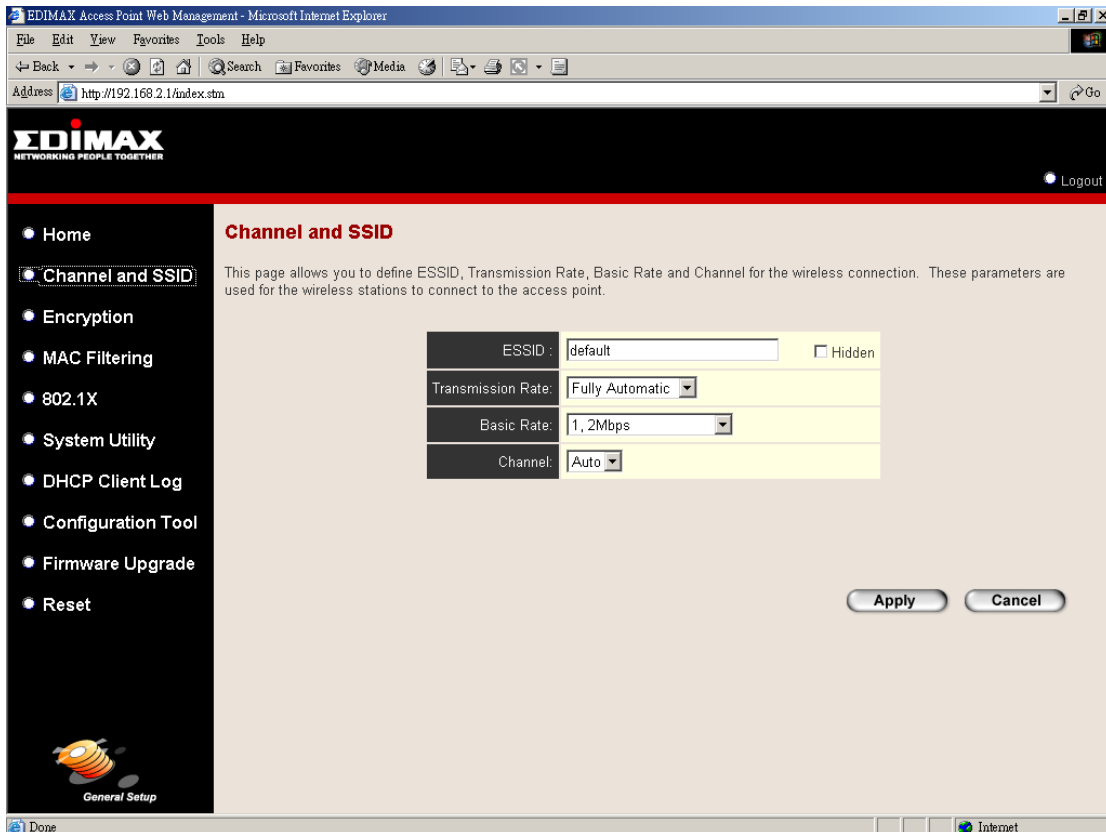 EDIMAX Access Point Web Management - Microsoft Internet Explorer
File Edit View Favorites Tools Help
Back Search Favorites Media
Address http://192.168.2.1/index.stm Go
EDIMAX
NETWORKING PEOPLE TOGETHER
Logout
Home
Channel and SSID
Encryption
MAC Filtering
802.1X
System Utility
DHCP Client Log
Configuration Tool
Firmware Upgrade
Reset
General Setup
Channel and SSID
This page allows you to define ESSID, Transmission Rate, Basic Rate and Channel for the wireless connection. These parameters are
used for the wireless stations to connect to the access point.
ESSID : default Hidden
Transmission Rate: Fully Automatic
Basic Rate: 1, 2Mbps
Channel: Auto
Apply Cancel
Done Internet